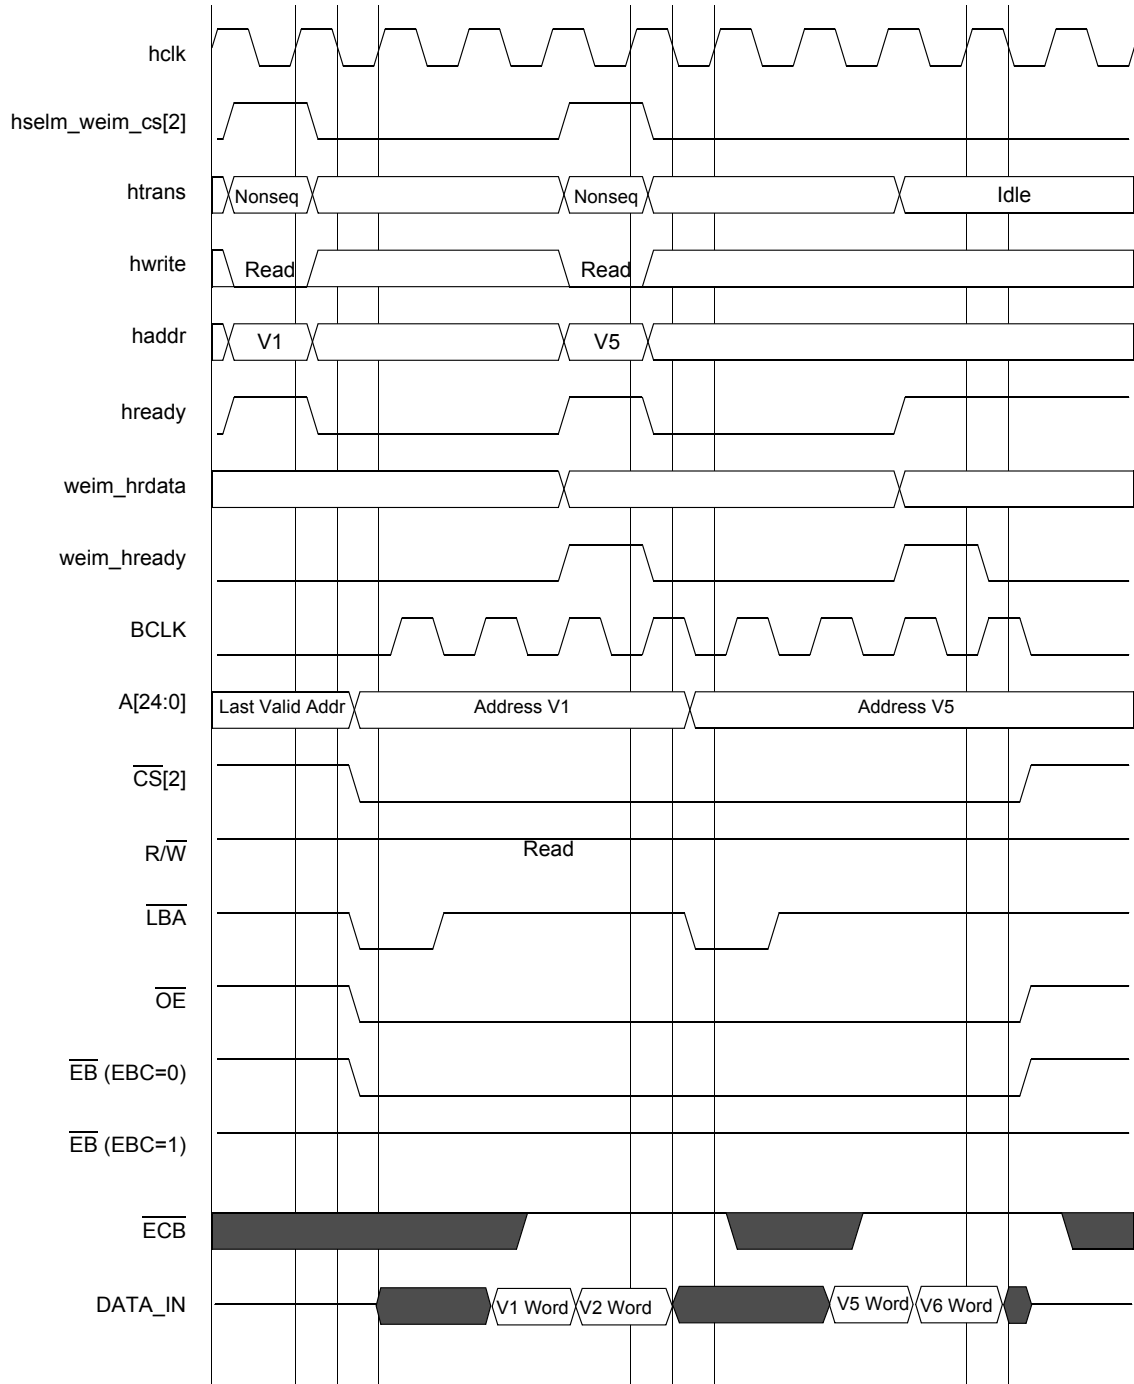 hclk
hselm_weim_cs[2]
htrans Nonseq Nonseq Idle
hwrite Read Read
haddr V1 V5
hready
weim_hrdata
weim_hready
BCLK
A[24:0] Last Valid Addr Address V1 Address V5
CS[2]
R/W Read
LBA
OE
EB (EBC=0)
EB (EBC=1)
ECB
DATA_IN V1 Word V2 Word V5 Word V6 Word